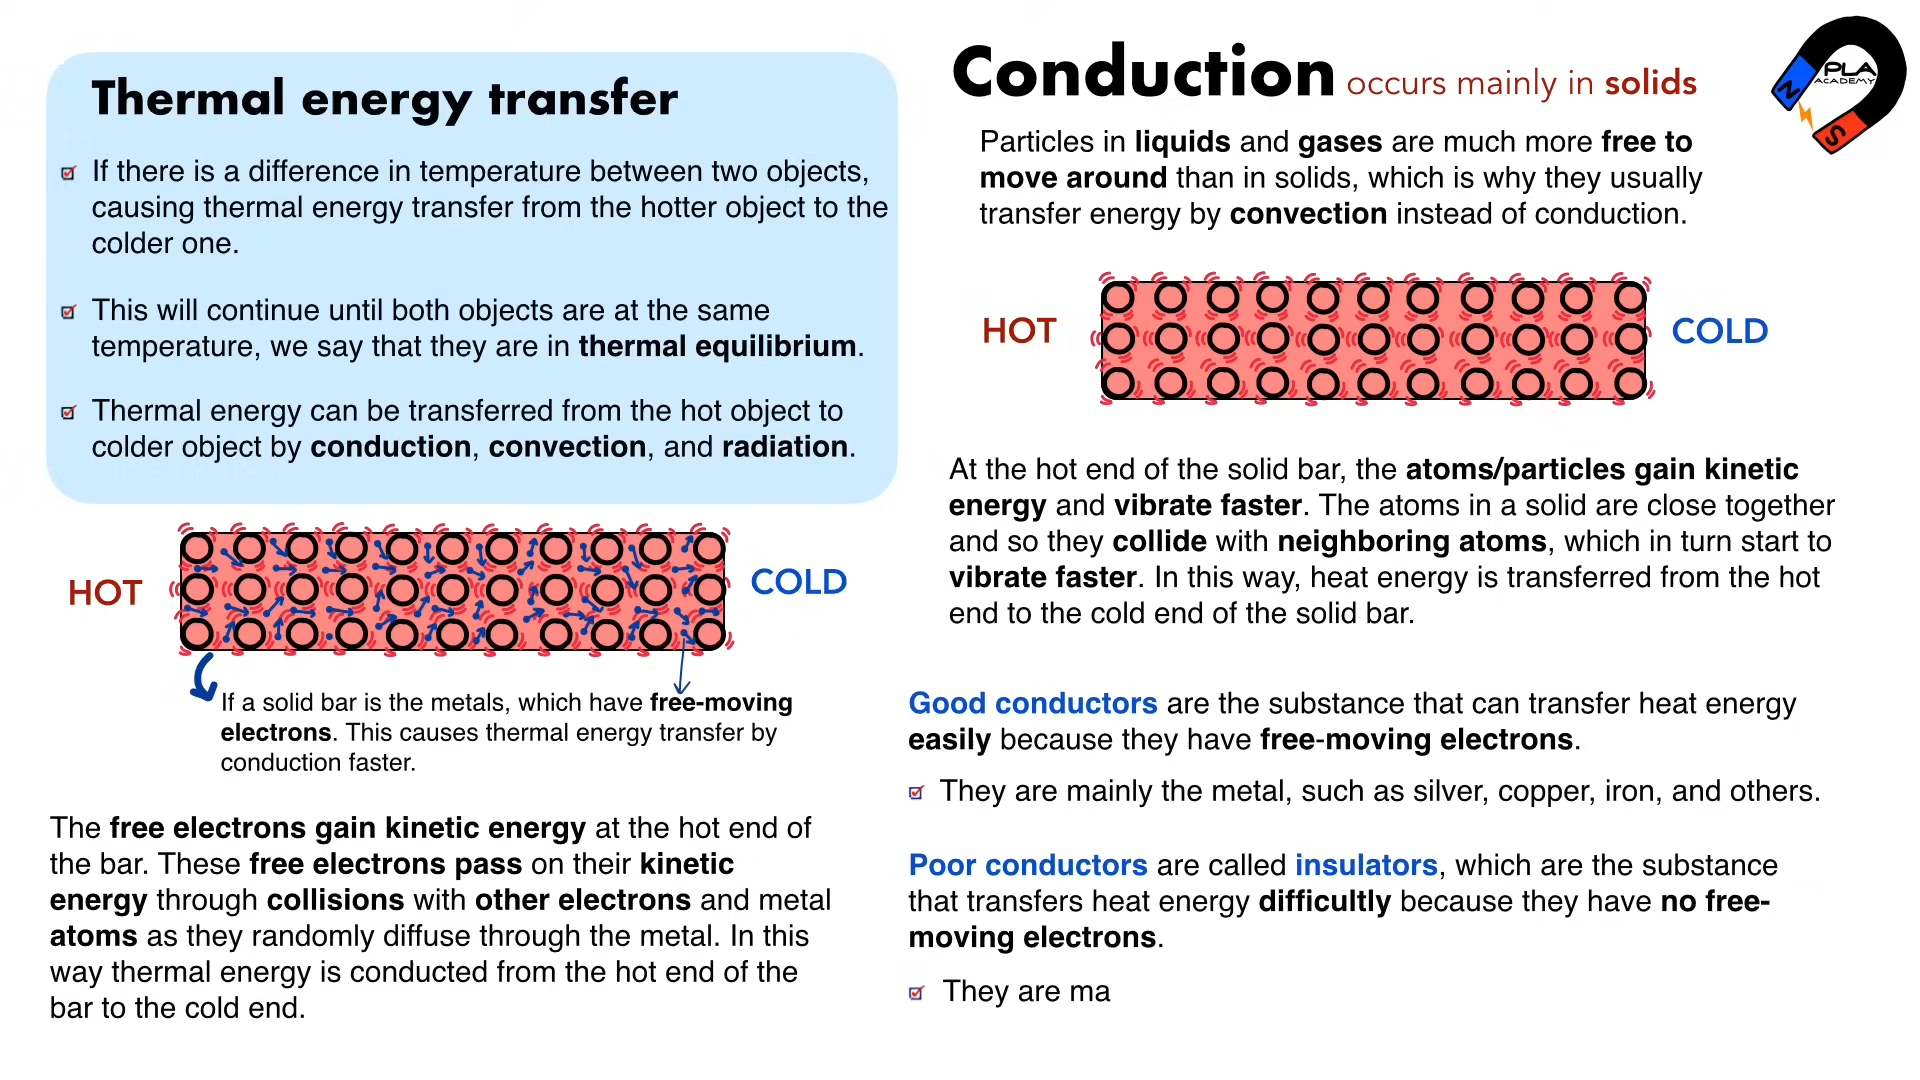 Thermal energy transfer
If there is a difference in temperature between two objects,
causing thermal energy transfer from the hotter object to the
colder one.
This will continue until both objects are at the same
temperature, we say that they are in thermal equilibrium.
Thermal energy can be transferred from the hot object to
colder object by conduction, convection, and radiation.
HOT
COLD
If a solid bar is the metals, which have free-moving
electrons. This causes thermal energy transfer by
conduction faster.
The free electrons gain kinetic energy at the hot end of
the bar. These free electrons pass on their kinetic
energy through collisions with other electrons and metal
atoms as they randomly diffuse through the metal. In this
way thermal energy is conducted from the hot end of the
bar to the cold end.
Conduction occurs mainly in solids
PLA
ACADEMY
N
S
Particles in liquids and gases are much more free to
move around than in solids, which is why they usually
transfer energy by convection instead of conduction.
HOT
COLD
At the hot end of the solid bar, the atoms/particles gain kinetic
energy and vibrate faster. The atoms in a solid are close together
and so they collide with neighboring atoms, which in turn start to
vibrate faster. In this way, heat energy is transferred from the hot
end to the cold end of the solid bar.
Good conductors are the substance that can transfer heat energy
easily because they have free-moving electrons.
They are mainly the metal, such as silver, copper, iron, and others.
Poor conductors are called insulators, which are the substance
that transfers heat energy difficultly because they have no free-
moving electrons.
They are ma